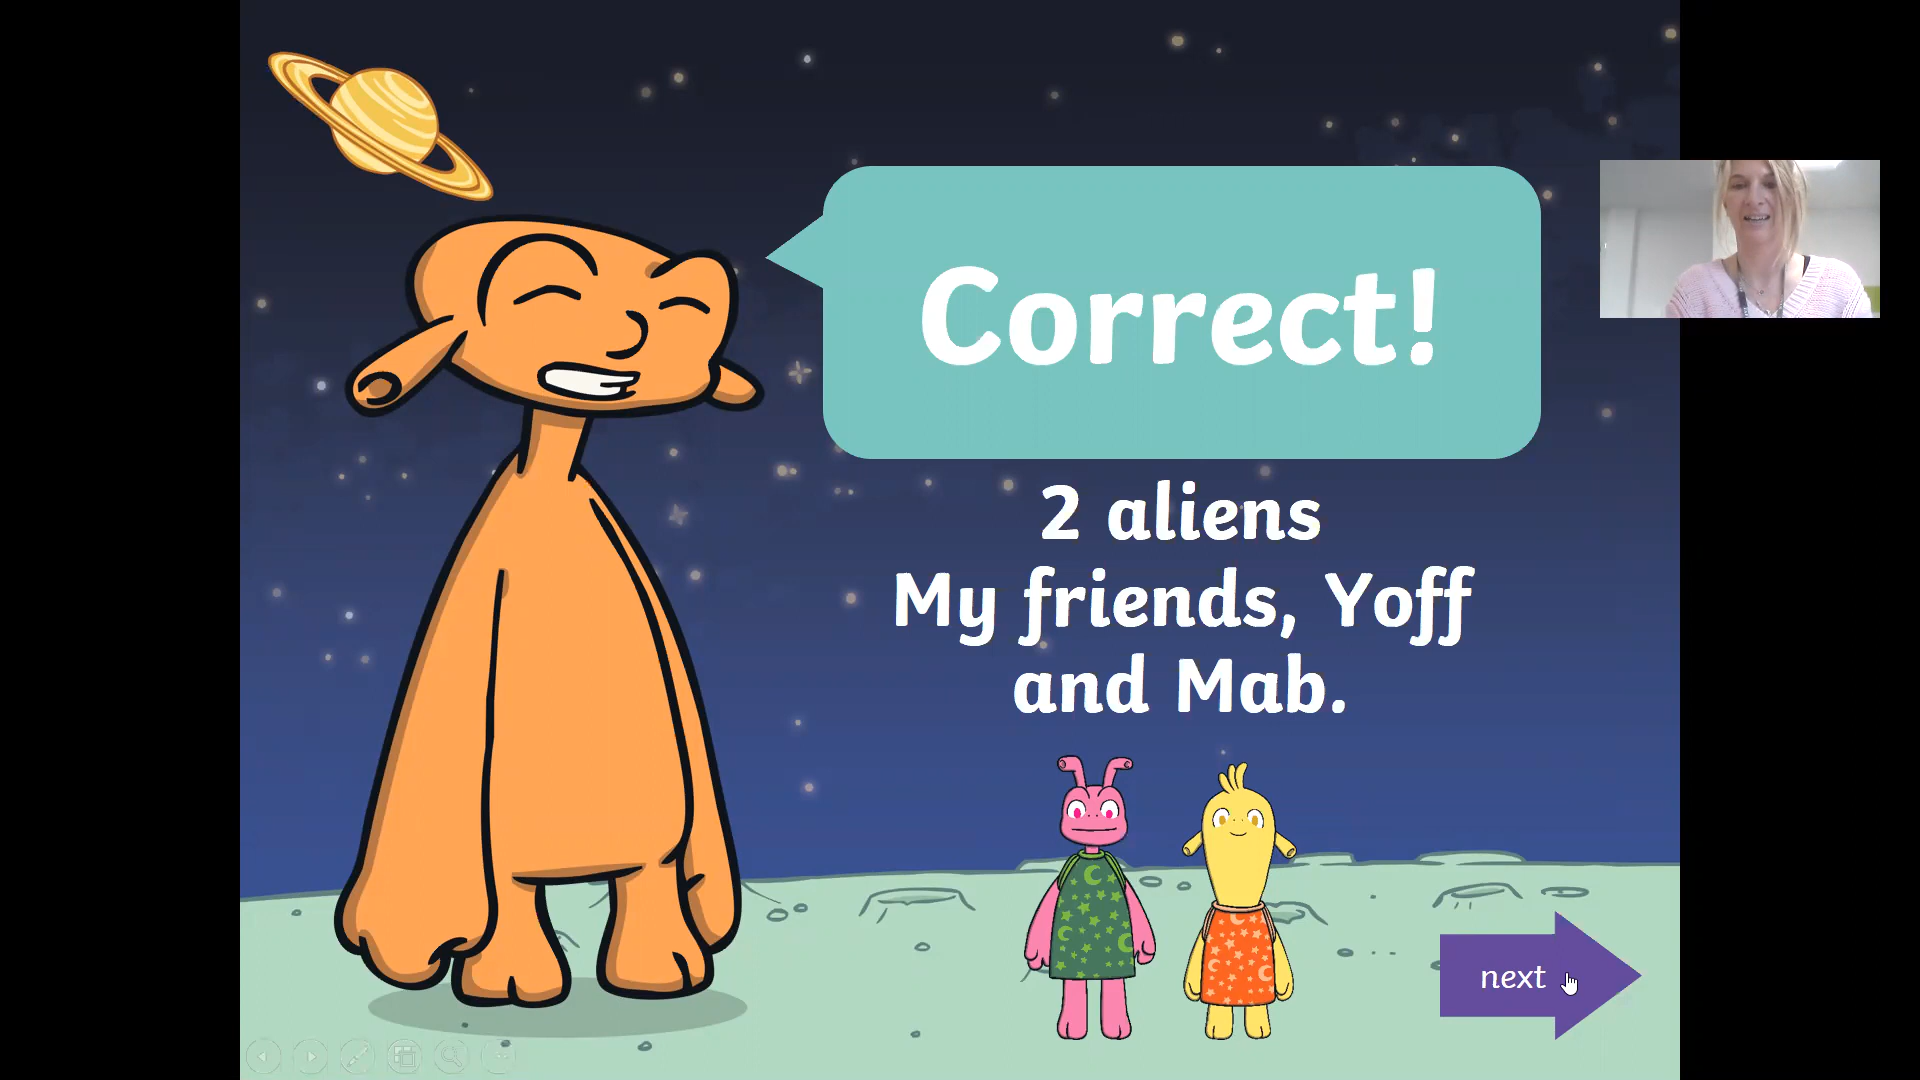 Correct!
2 aliens
My friends, Yoff
and Mab.
next